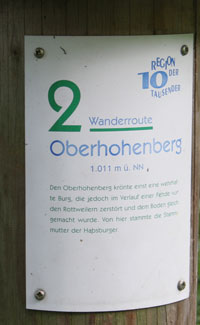 REGION
10 DER
TAUSENDER
2 Wanderroute
Oberhohenberg
1.011 m ü. NN
Den Oberhohenberg krönte einst eine wehrhaf-
te Burg, die jedoch im Verlauf einer Fehde von
den Rottweilern zerstört und dem Boden gleich
gemacht wurde. Von hier stammte die Stamm-
mutter der Habsburger.